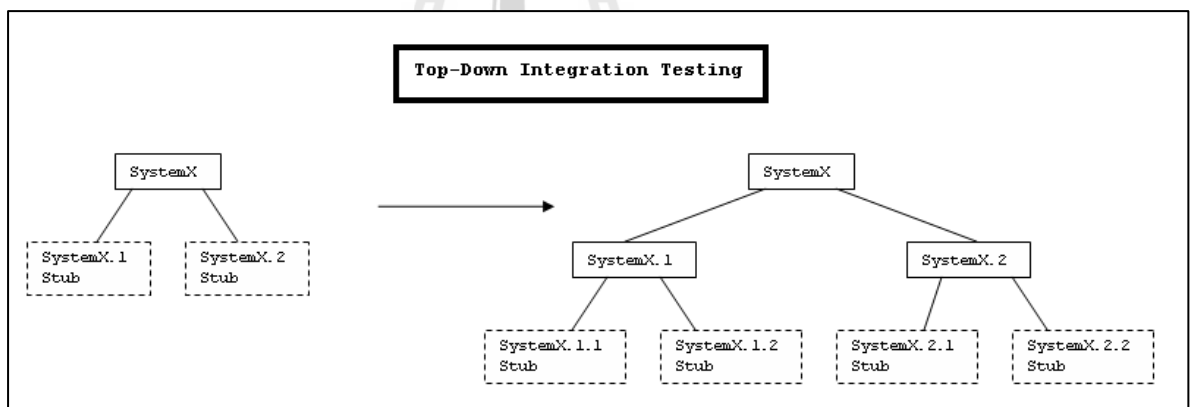 Top-Down Integration Testing
SystemX
SystemX.1
Stub
SystemX.2
Stub
SystemX
SystemX.1
SystemX.2
SystemX.1.1
Stub
SystemX.1.2
Stub
SystemX.2.1
Stub
SystemX.2.2
Stub